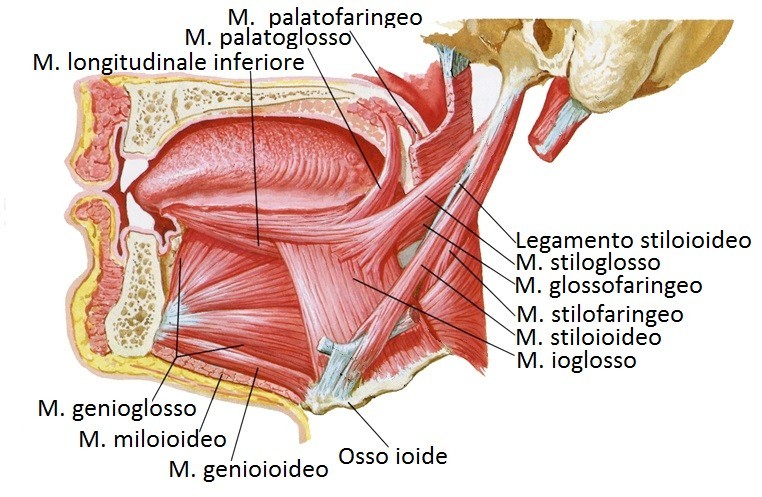 M. palatofaringeo
M. palatoglosso
M. longitudinale inferiore
Legamento stiloioideo
M. stiloglosso
M. glossofaringeo
M. stilofaringeo
M. stiloioideo
M. ioglosso
M. genioglosso
M. miloioideo
M. genioioideo
Osso ioide